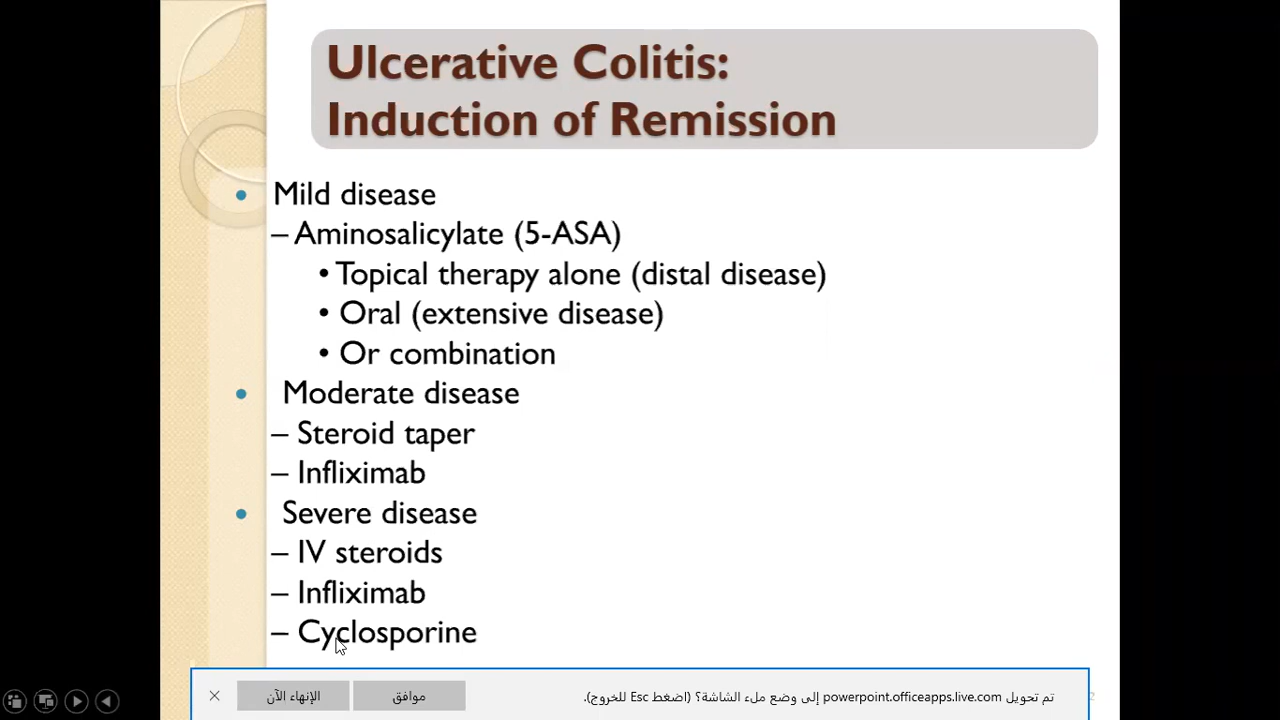 Ulcerative Colitis:
Induction of Remission
• Mild disease
– Aminosalicylate (5-ASA)
• Topical therapy alone (distal disease)
• Oral (extensive disease)
• Or combination
• Moderate disease
– Steroid taper
– Infliximab
• Severe disease
– IV steroids
– Infliximab
– Cyclosporine
تم تحويل powerpoint.officeapps.live.com إلى وضع ملء الشاشة؟ (اضغط Esc للخروج).
موافق
الإنهاء الآن
2